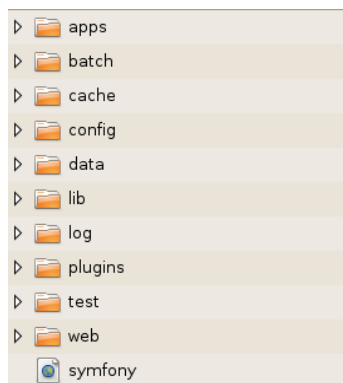 apps
batch
cache
config
data
lib
log
plugins
test
web
symfony